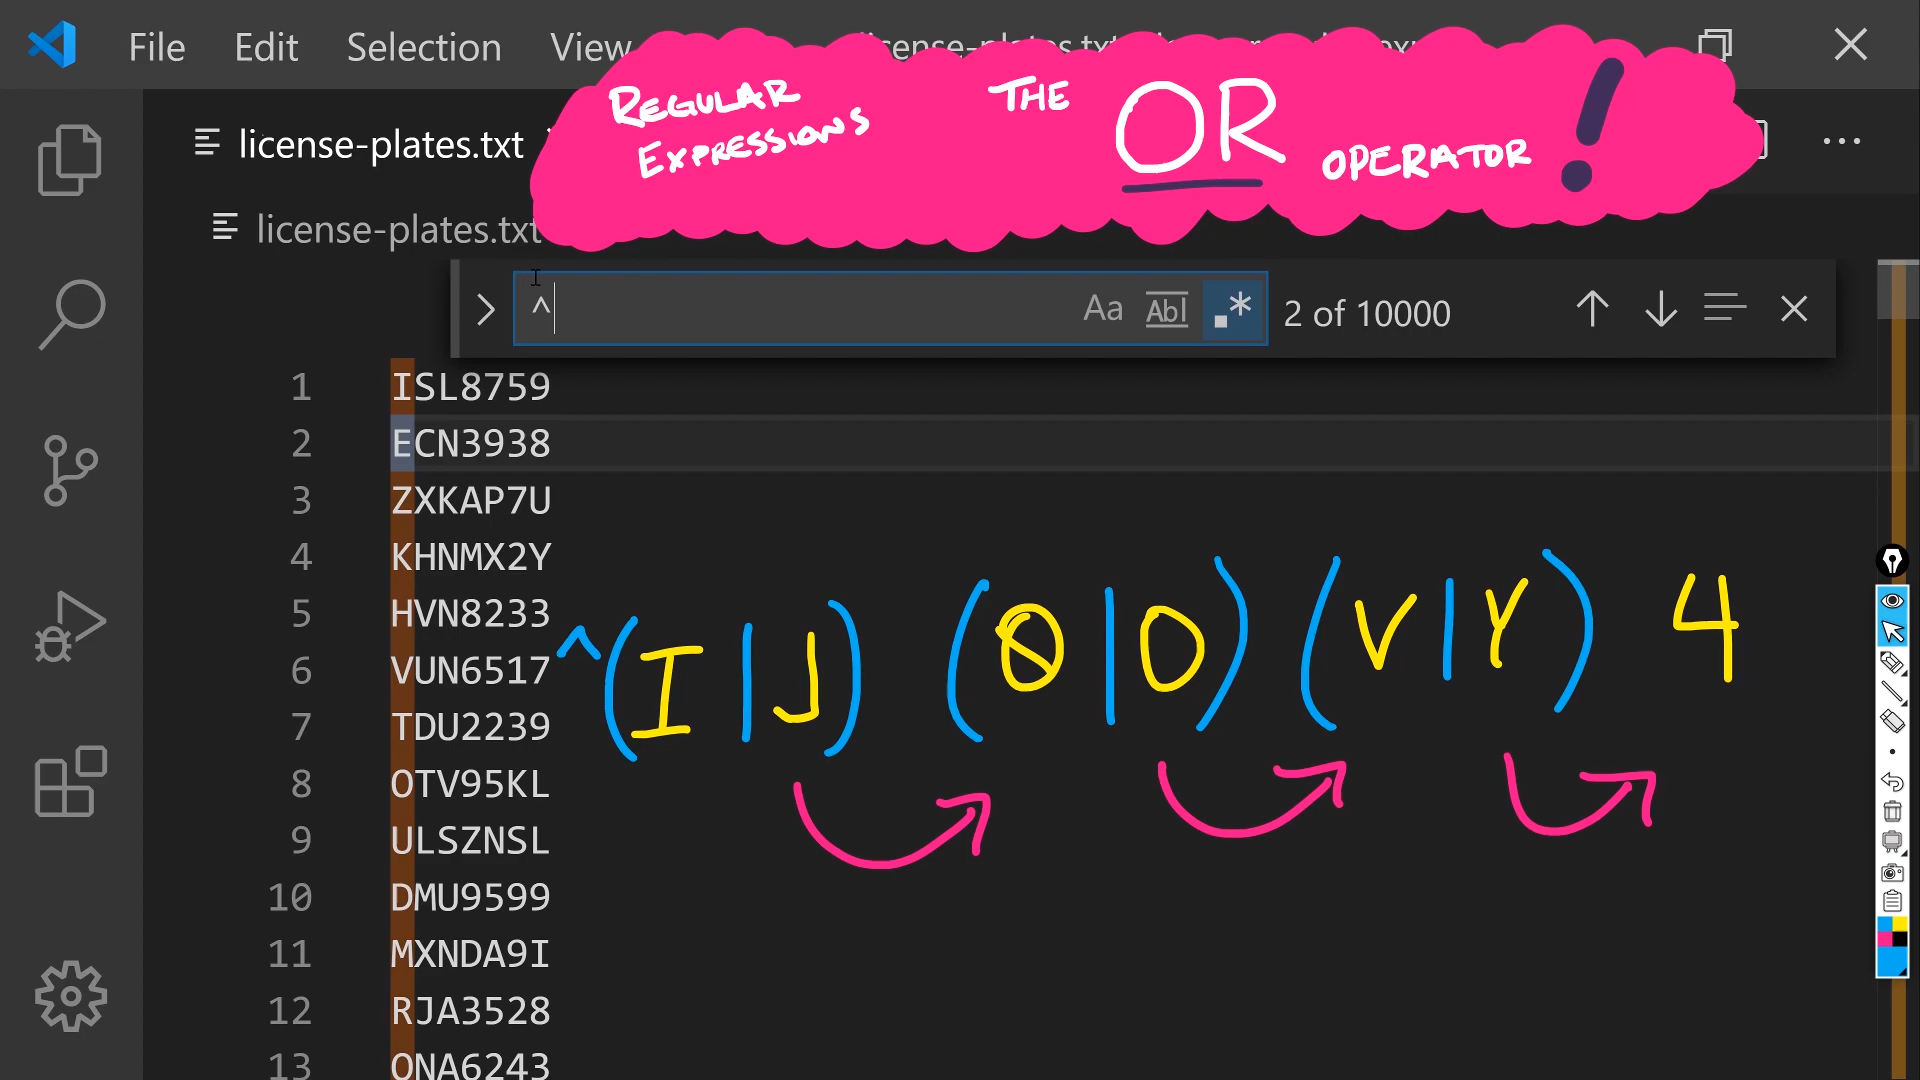 File Edit Selection View
REGULAR EXPRESSIONS THE OR OPERATOR!
license-plates.txt
license-plates.txt
^ Aa Abl .* 2 of 10000
1 ISL8759
2 ECN3938
3 ZXKAP7U
4 KHNMX2Y
5 HVN8233
6 VUN6517
7 TDU2239
8 OTV95KL
9 ULSZNSL
10 DMU9599
11 MXNDA9I
12 RJA3528
13 ONA6243
^(I|J) (0|D) (V|Y) 4